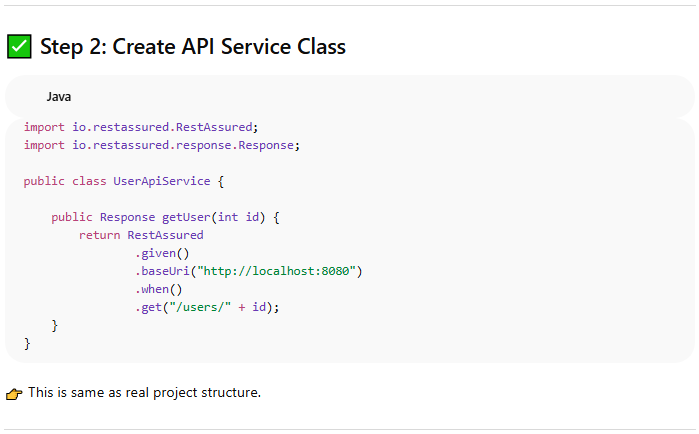 ✅ Step 2: Create API Service Class
Java
import io.restassured.RestAssured;
import io.restassured.response.Response;

public class UserApiService {

    public Response getUser(int id) {
        return RestAssured
                .given()
                .baseUri("http://localhost:8080")
                .when()
                .get("/users/" + id);
    }
}
👉 This is same as real project structure.